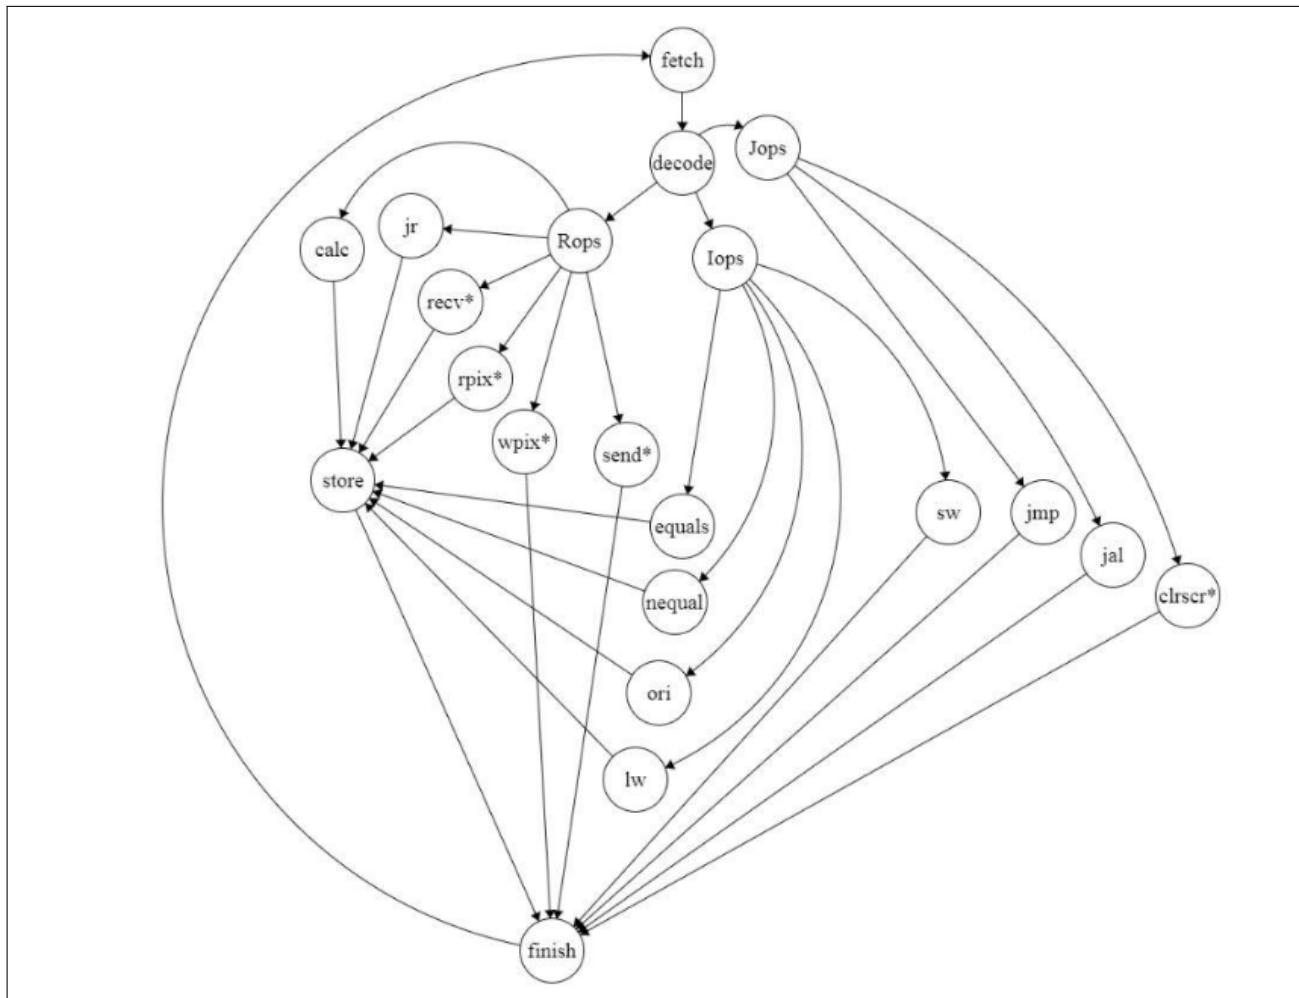 fetch
decode
Jops
calc
jr
Rops
Iops
recv*
rpix*
wpix*
send*
store
equals
sw
jmp
jal
nequal
clrscr*
ori
lw
finish